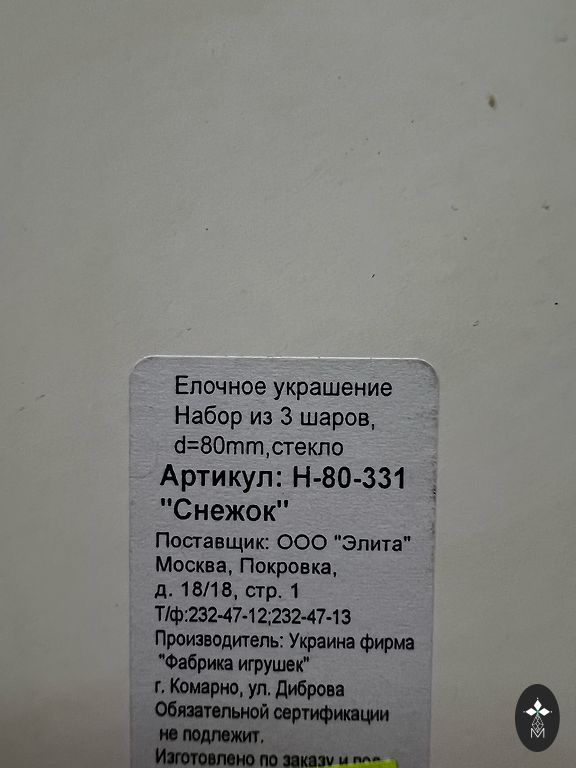 Елочное украшение
Набор из 3 шаров,
d=80mm,стекло
Артикул: Н-80-331
"Снежок"
Поставщик: ООО "Элита"
Москва, Покровка,
д. 18/18, стр. 1
Т/ф:232-47-12;232-47-13
Производитель: Украина фирма
"Фабрика игрушек"
г. Комарно, ул. Диброва
Обязательной сертификации
не подлежит.
Изготовлено по заказу и